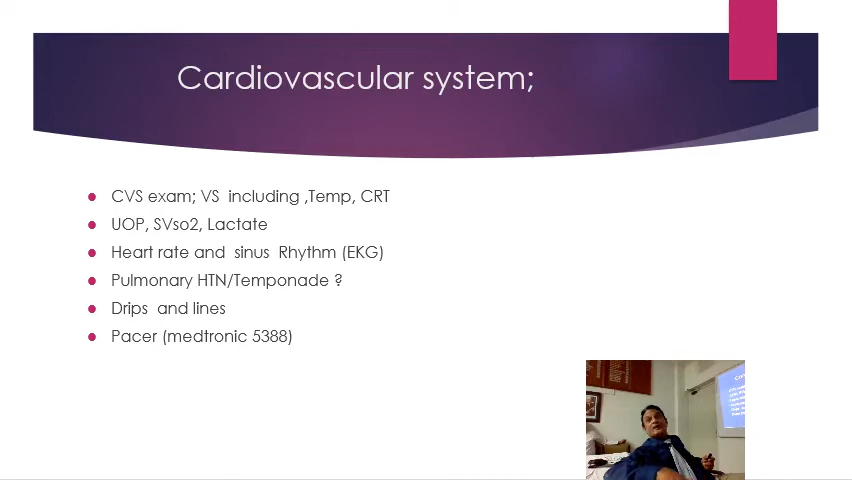 Cardiovascular system;
CVS exam; VS including ,Temp, CRT
UOP, SVso2, Lactate
Heart rate and sinus Rhythm (EKG)
Pulmonary HTN/Temponade ?
Drips and lines
Pacer (medtronic 5388)